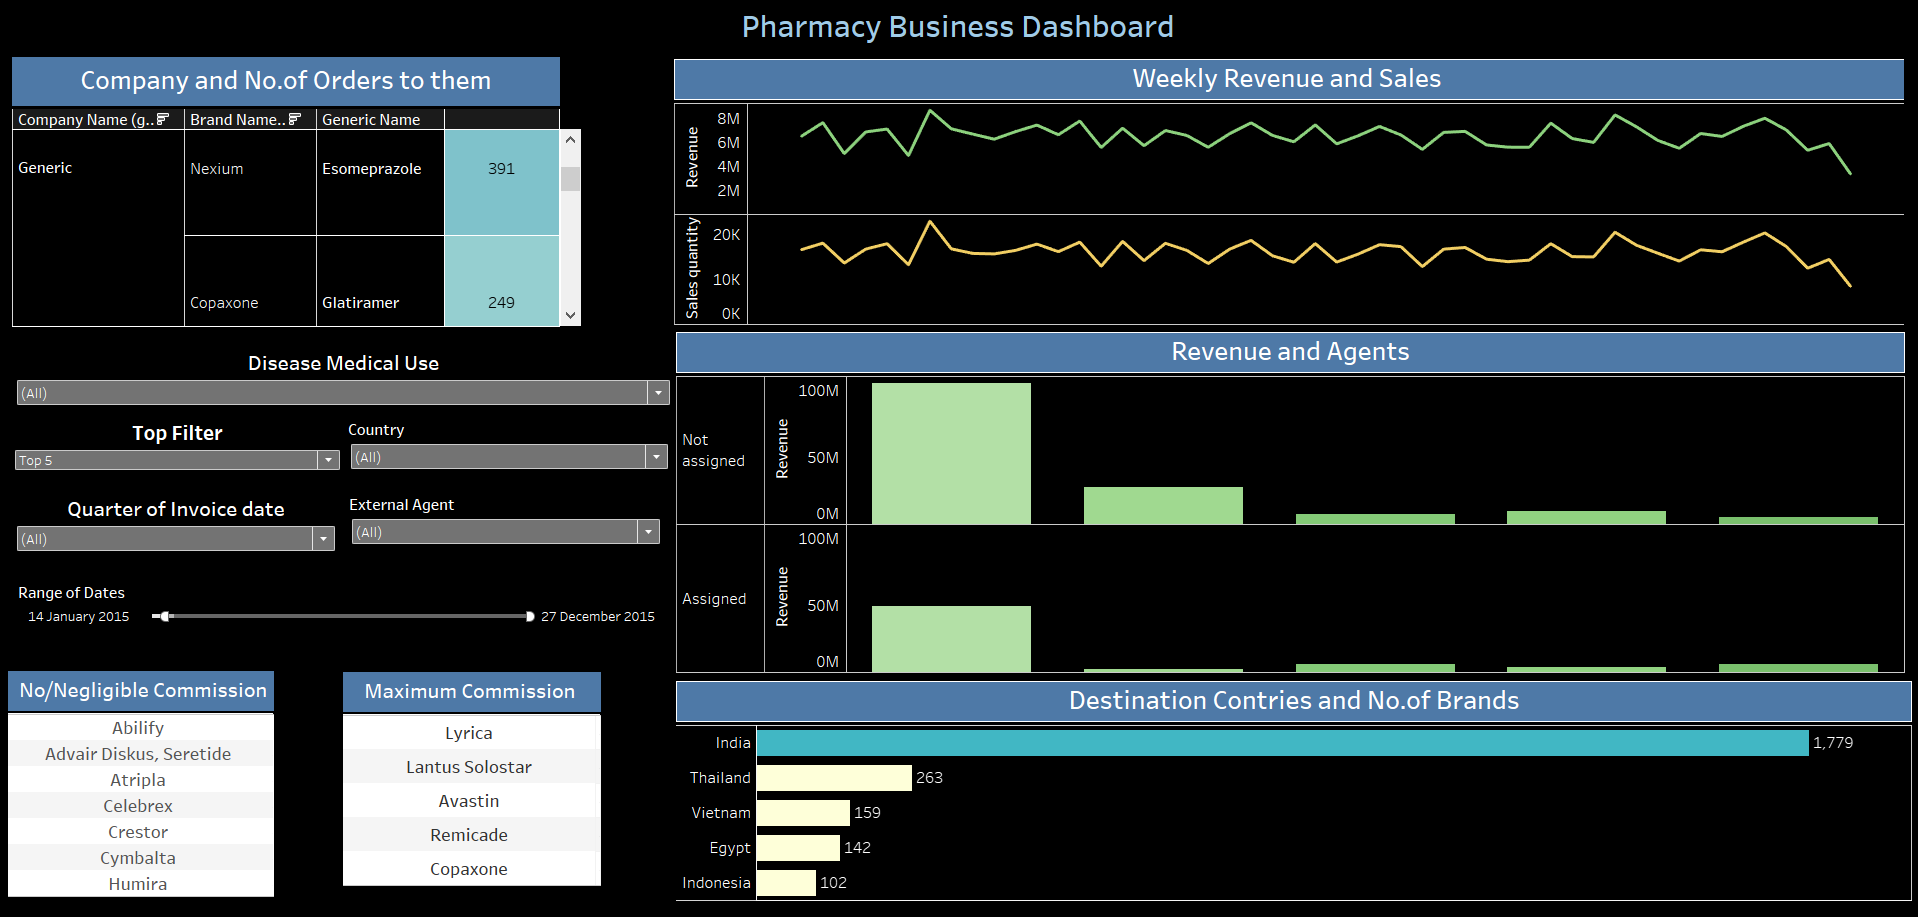 Pharmacy Business Dashboard
Company and No.of Orders to them
Company Name (g.. Brand Name.. Generic Name
Generic Nexium Esomeprazole 391
Copaxone Glatiramer 249
Disease Medical Use
(All)
Top Filter
Top 5
Country
(All)
Quarter of Invoice date
(All)
External Agent
(All)
Range of Dates
14 January 2015 27 December 2015
No/Negligible Commission
Abilify
Advair Diskus, Seretide
Atripla
Celebrex
Crestor
Cymbalta
Humira
Maximum Commission
Lyrica
Lantus Solostar
Avastin
Remicade
Copaxone
Weekly Revenue and Sales
Revenue
8M
6M
4M
2M
Sales quantity
20K
10K
0K
Revenue and Agents
Not
assigned
Revenue
100M
50M
0M
Assigned
Revenue
100M
50M
0M
Destination Contries and No.of Brands
India 1,779
Thailand 263
Vietnam 159
Egypt 142
Indonesia 102